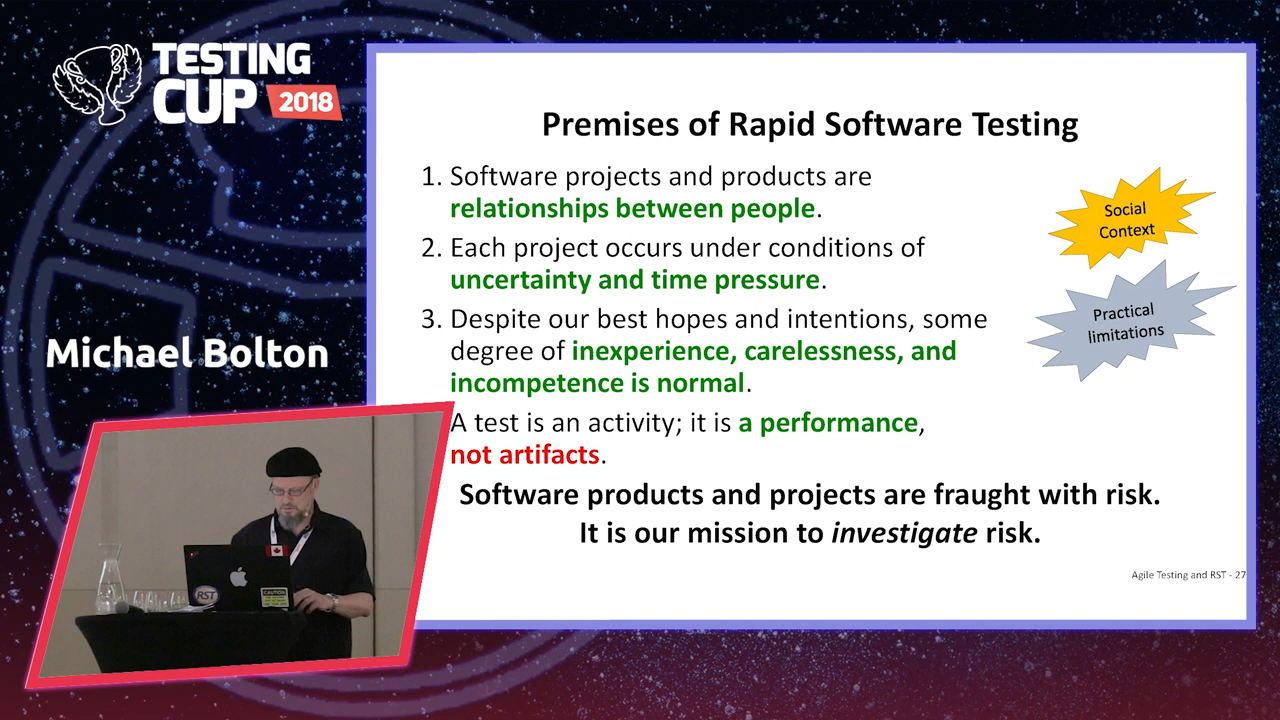 TESTING
CUP 2018
Premises of Rapid Software Testing
1. Software projects and products are
relationships between people.
2. Each project occurs under conditions of
uncertainty and time pressure.
3. Despite our best hopes and intentions, some
degree of inexperience, carelessness, and
incompetence is normal.
A test is an activity; it is a performance,
not artifacts.
Software products and projects are fraught with risk.
It is our mission to investigate risk.
Social
Context
Practical
limitations
Agile Testing and RST - 27
Michael Bolton
RST
CAUTION